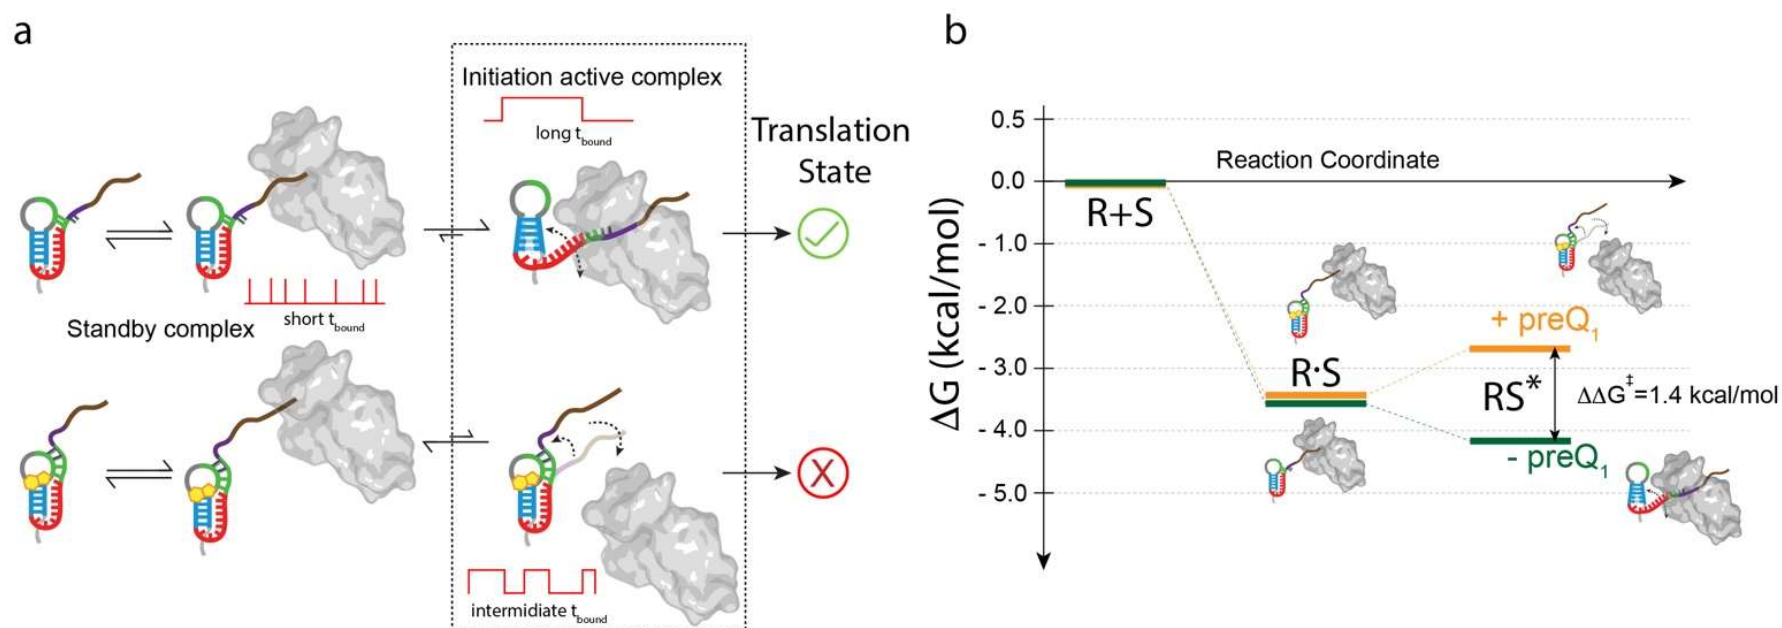 a
Initiation active complex
long t_bound
Translation
State
Standby complex
short t_bound
intermidiate t_bound
b
ΔG (kcal/mol)
0.5
0.0
- 1.0
- 2.0
- 3.0
- 4.0
- 5.0
Reaction Coordinate
R+S
R·S
+ preQ₁
RS*
ΔΔG‡=1.4 kcal/mol
- preQ₁